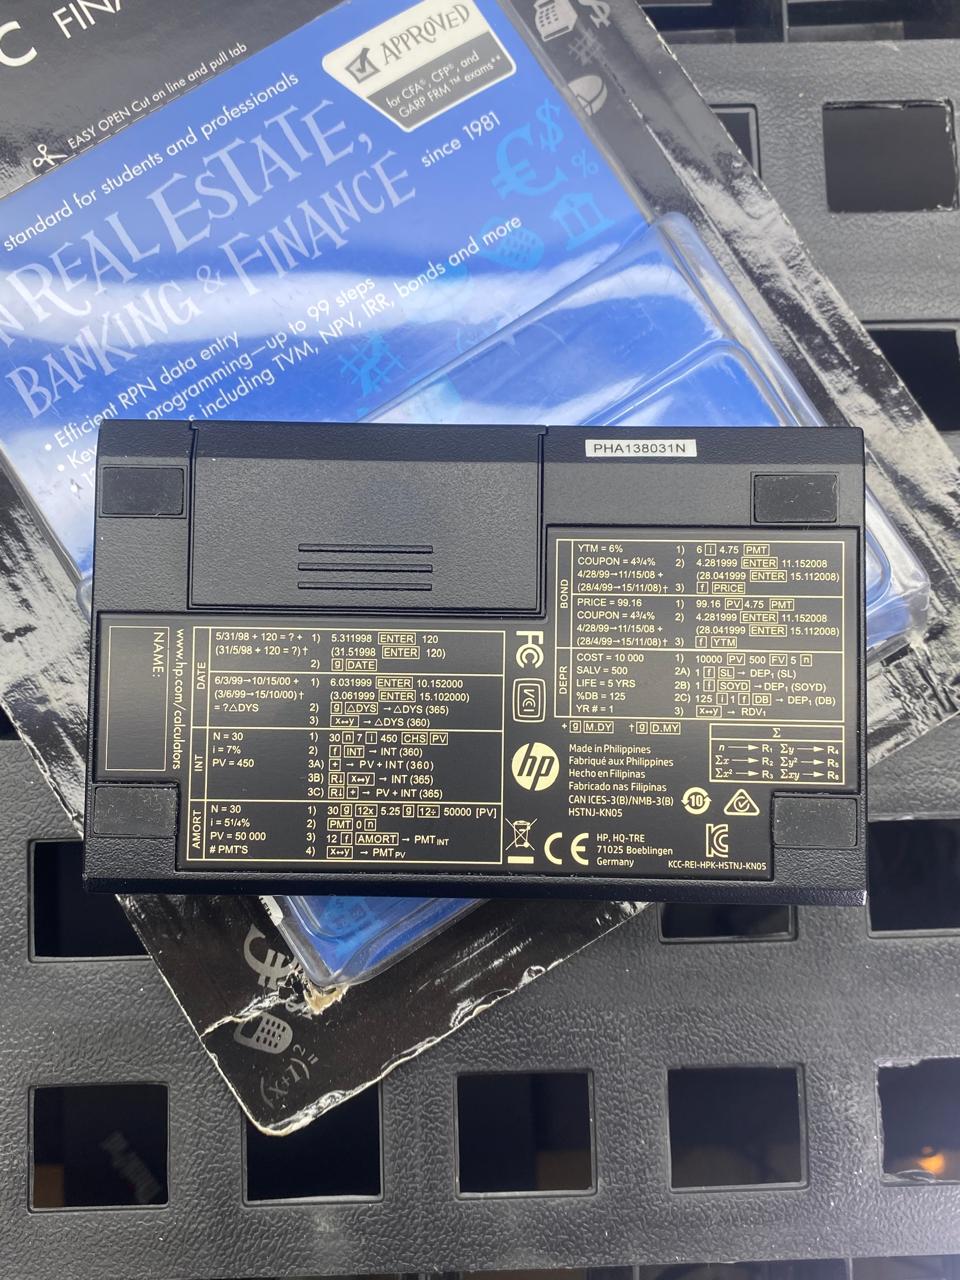 C FINA
EASY OPEN Cut on line and pull tab
APPROVED
for CFA®, CFP®, and
GARP FRM™ exams**
standard for students and professionals
N REAL ESTATE,
BANKING & FINANCE
since 1981
• Efficient RPN data entry
• Key programming—up to 99 steps
• 1 including TVM, NPV, IRR, bonds and more
PHA138031N
NAME:
www.hp.com/calculators
DATE
5/31/98 + 120 = ? + 1) 5.311998 ENTER 120
(31/5/98 + 120 = ?)† (31.51998 ENTER 120)
2) g DATE
6/3/99→10/15/00 + 1) 6.031999 ENTER 10.152000
(3/6/99→15/10/00)† (3.061999 ENTER 15.102000)
= ?△DYS 2) g △DYS → △DYS (365)
3) X↔y → △DYS (360)
INT
N = 30 1) 30 n 7 i 450 CHS PV
i = 7% 2) f INT → INT (360)
PV = 450 3A) + → PV + INT (360)
3B) R↓ X↔y → INT (365)
3C) R↓ + → PV + INT (365)
AMORT
N = 30 1) 30 g 12x 5.25 g 12÷ 50000 [PV]
i = 51/4% 2) PMT 0 n
PV = 50 000 3) 12 f AMORT → PMT INT
# PMT'S 4) X↔y → PMT PV
BOND
YTM = 6% 1) 6 i 4.75 PMT
COUPON = 43/4% 2) 4.281999 ENTER 11.152008
4/28/99→11/15/08 + (28.041999 ENTER 15.112008)
(28/4/99→15/11/08)† 3) f PRICE
PRICE = 99.16 1) 99.16 PV 4.75 PMT
COUPON = 43/4% 2) 4.281999 ENTER 11.152008
4/28/99→11/15/08 + (28.041999 ENTER 15.112008)
(28/4/99→15/11/08)† 3) f YTM
DEPR
COST = 10 000 1) 10000 PV 500 FV 5 n
SALV = 500 2A) 1 f SL → DEP₁ (SL)
LIFE = 5 YRS 2B) 1 f SOYD → DEP₁ (SOYD)
%DB = 125 2C) 125 i 1 f DB → DEP₁ (DB)
YR # = 1 3) X↔y → RDV₁
+ g M.DY † g D.MY
Σ
n → R₁ Σy → R₄
Σx → R₂ Σy² → R₅
Σx² → R₃ Σxy → R₆
FC
VCI
hp
Made in Philippines
Fabriqué aux Philippines
Hecho en Filipinas
Fabricado nas Filipinas
CAN ICES-3(B)/NMB-3(B)
HSTNJ-KN05
10
CE
HP, HQ-TRE
71025 Boeblingen
Germany
KCC-REI-HPK-HSTNJ-KN05
(x+1)² =